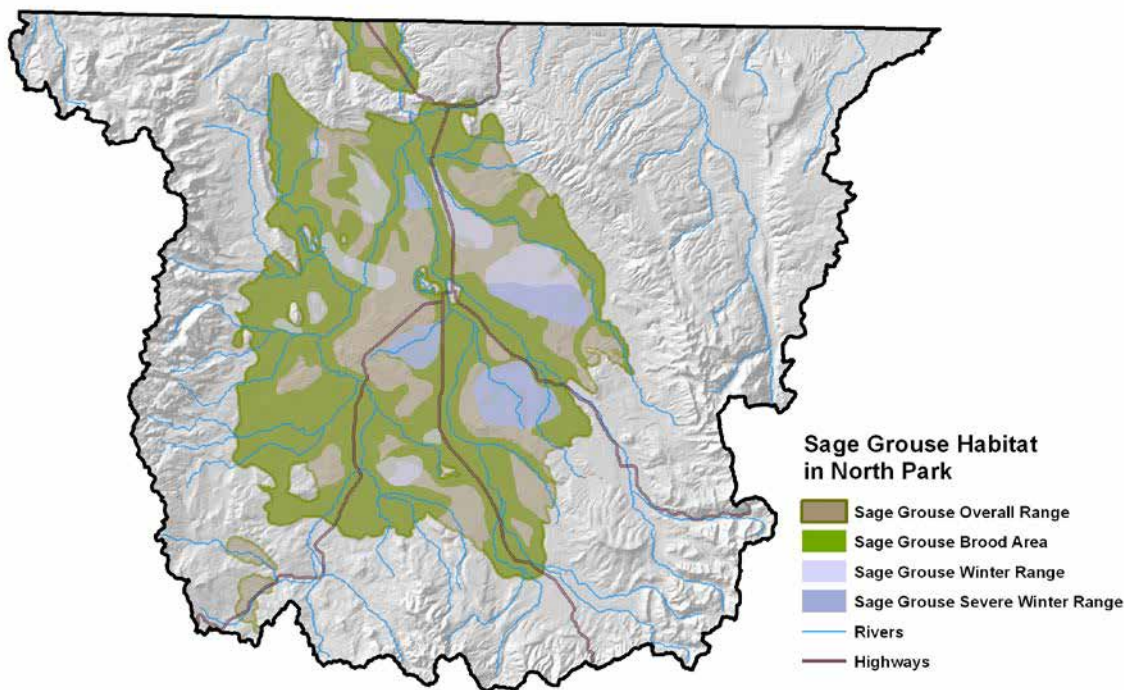 Sage Grouse Habitat
in North Park
Sage Grouse Overall Range
Sage Grouse Brood Area
Sage Grouse Winter Range
Sage Grouse Severe Winter Range
Rivers
Highways